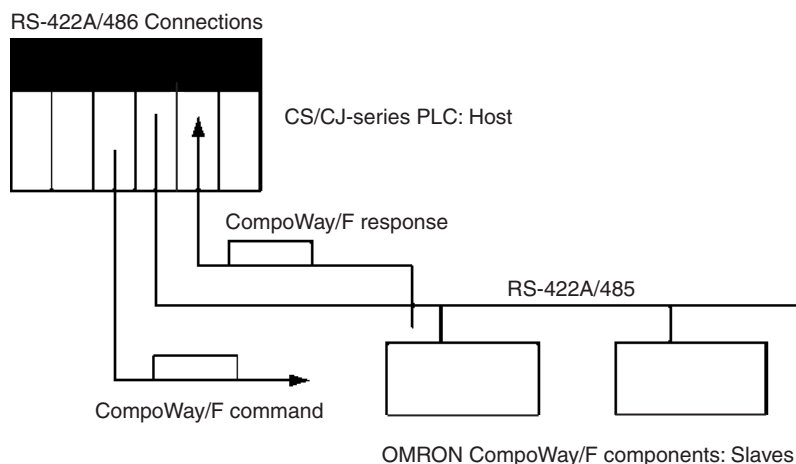 RS-422A/486 Connections
CS/CJ-series PLC: Host
CompoWay/F response
RS-422A/485
CompoWay/F command
OMRON CompoWay/F components: Slaves